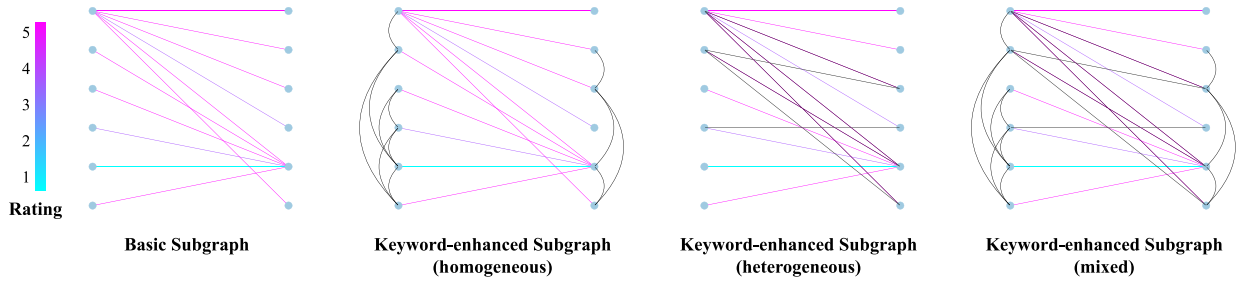 5
4
3
2
1
Rating
Basic Subgraph
Keyword-enhanced Subgraph
(homogeneous)
Keyword-enhanced Subgraph
(heterogeneous)
Keyword-enhanced Subgraph
(mixed)